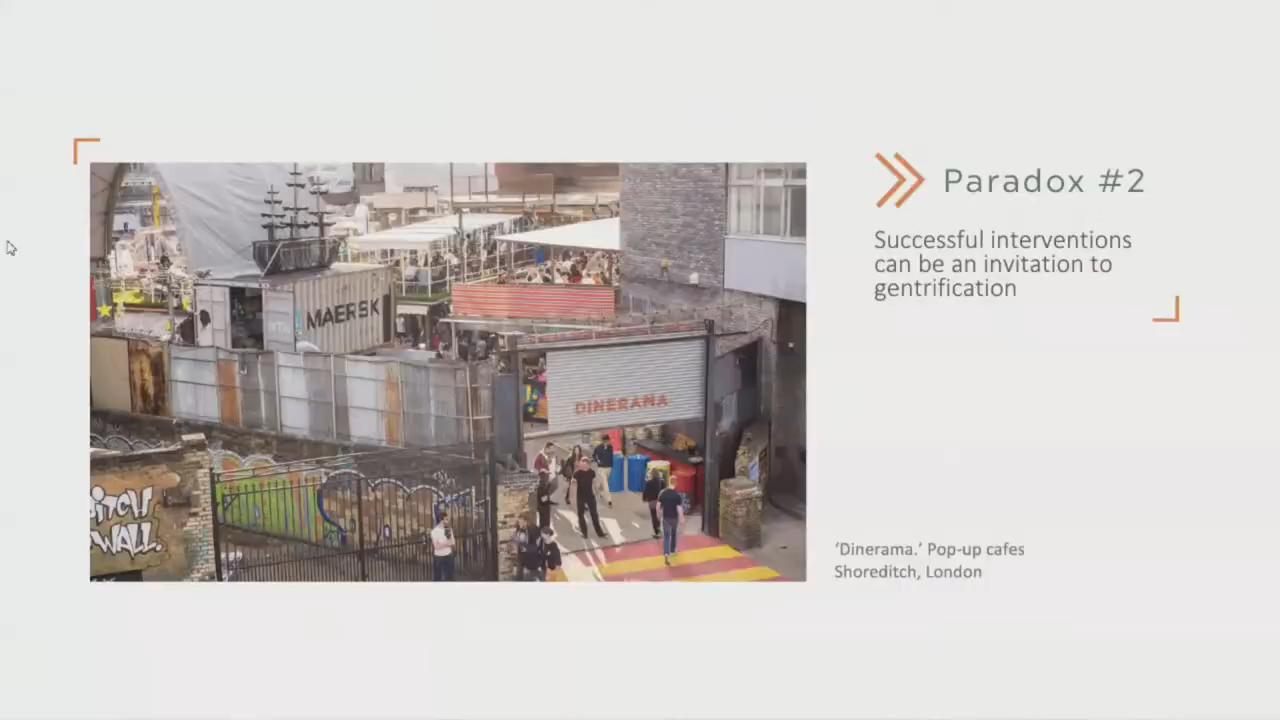 Paradox #2
Successful interventions
can be an invitation to
gentrification
MAERSK
DINERAMA
WALL.
'Dinerama.' Pop-up cafes
Shoreditch, London